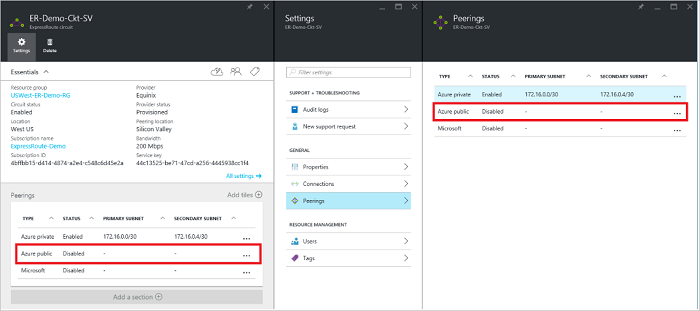 ER-Demo-Ckt-SV
ExpressRoute circuit
Settings
Delete
Essentials
Resource group
USWest-ER-Demo-RG
Circuit status
Enabled
Location
West US
Subscription name
ExpressRoute-Demo
Subscription ID
4bffbb15-d414-4874-a2e4-c548c6d45e2a
Provider
Equinix
Provider status
Provisioned
Peering location
Silicon Valley
Bandwidth
200 Mbps
Service key
44c13525-be71-47cd-a256-4445938cc1f4
All settings →
Peerings
Add tiles
TYPE STATUS PRIMARY SUBNET SECONDARY SUBNET
Azure private Enabled 172.16.0.0/30 172.16.0.4/30 ...
Azure public Disabled - - ...
Microsoft Disabled - - ...
Add a section
Settings
ER-Demo-Ckt-SV
Filter settings
SUPPORT + TROUBLESHOOTING
Audit logs
New support request
GENERAL
Properties
Connections
Peerings
RESOURCE MANAGEMENT
Users
Tags
Peerings
ER-Demo-Ckt-SV
TYPE STATUS PRIMARY SUBNET SECONDARY SUBNET
Azure private Enabled 172.16.0.0/30 172.16.0.4/30 ...
Azure public Disabled - - ...
Microsoft Disabled - - ...